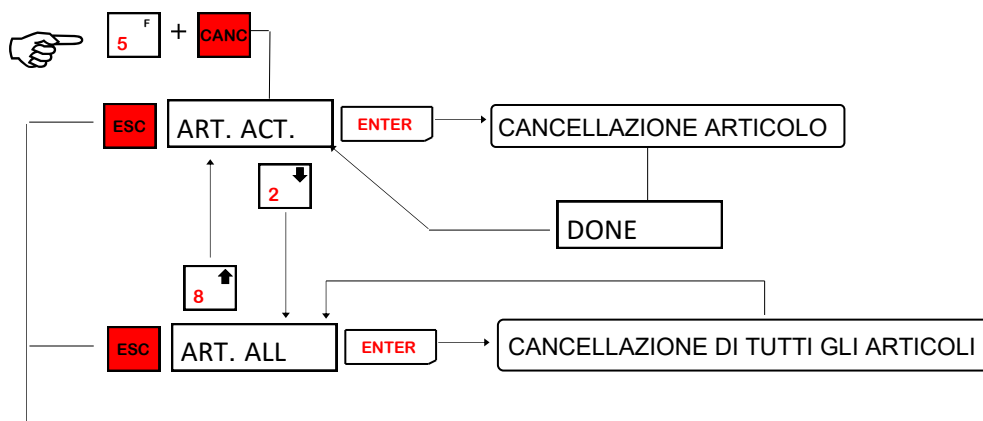 5 F + CANC
ESC ART. ACT. ENTER CANCELLAZIONE ARTICOLO
2
DONE
8
ESC ART. ALL ENTER CANCELLAZIONE DI TUTTI GLI ARTICOLI